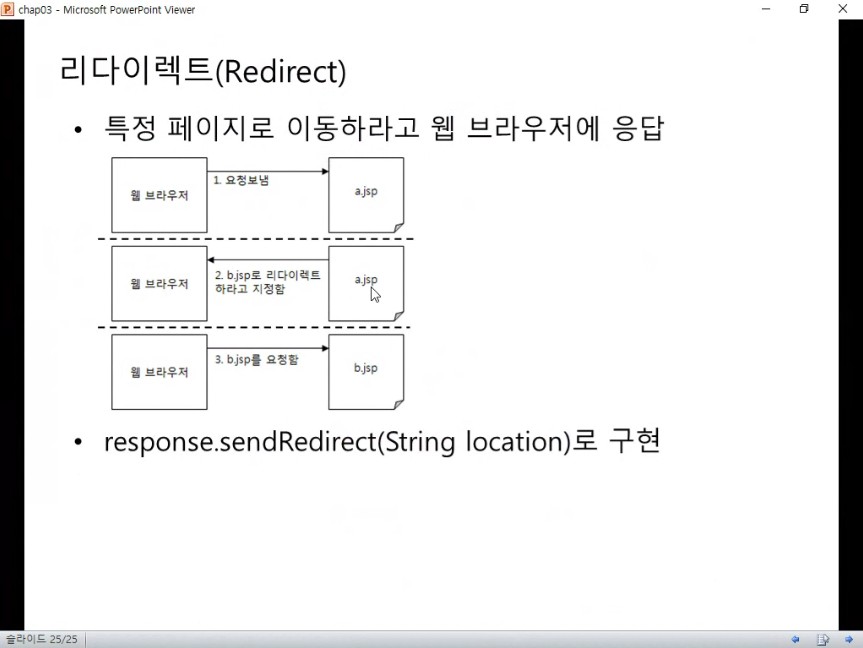 chap03 - Microsoft PowerPoint Viewer
리다이렉트(Redirect)
• 특정 페이지로 이동하라고 웹 브라우저에 응답
웹 브라우저
1. 요청보냄
a.jsp
웹 브라우저
2. b.jsp로 리다이렉트
하라고 지정함
a.jsp
웹 브라우저
3. b.jsp를 요청함
b.jsp
• response.sendRedirect(String location)로 구현
슬라이드 25/25